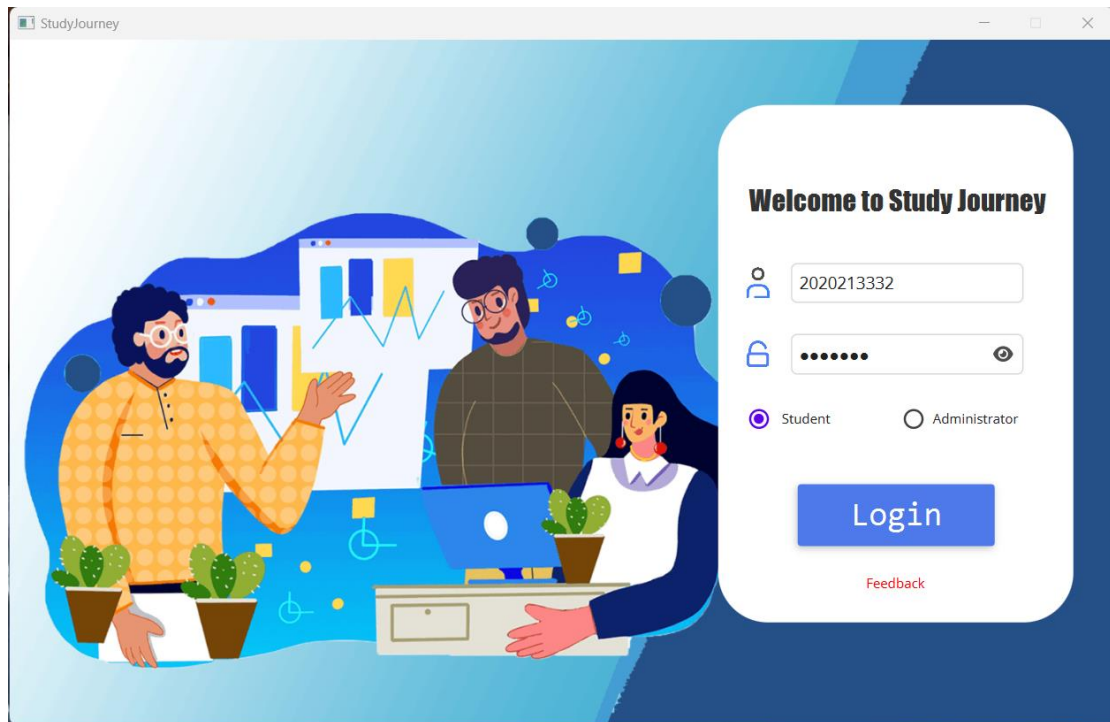 StudyJourney
Welcome to Study Journey
2020213332
•••••••
Student Administrator
Login
Feedback